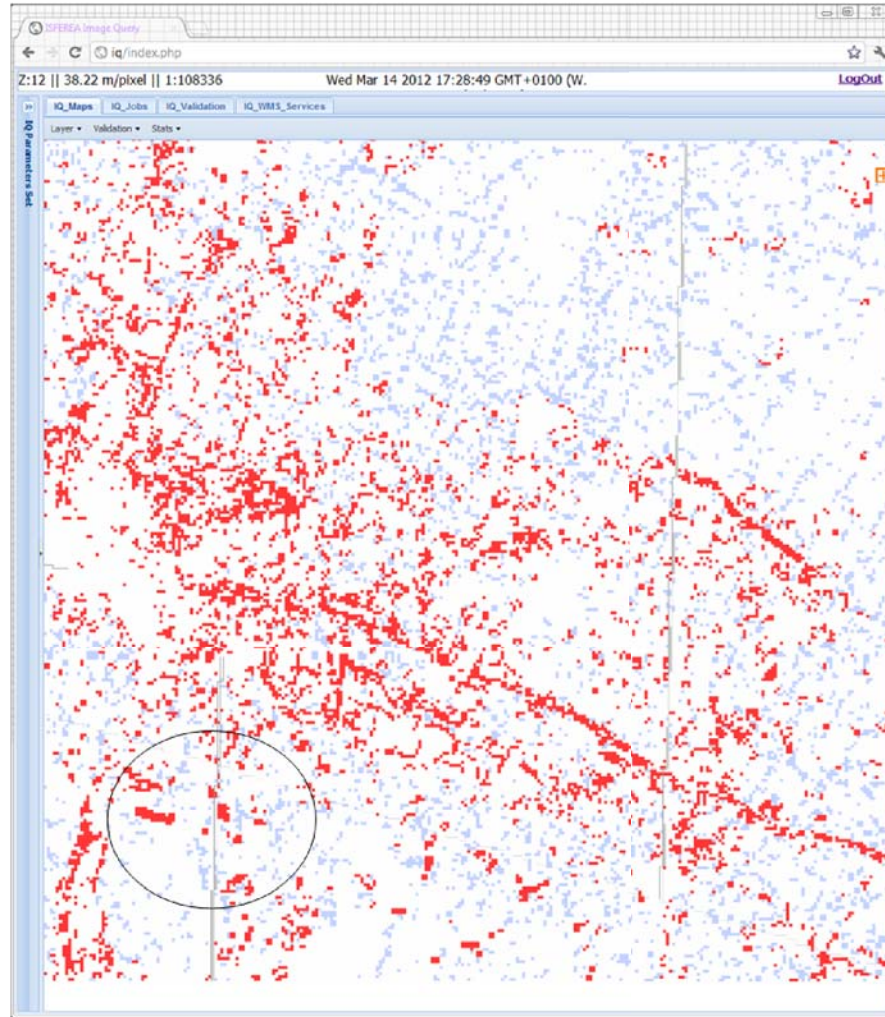 ISFEREA Image Query
iq/index.php
Z:12 || 38.22 m/pixel || 1:108336 Wed Mar 14 2012 17:28:49 GMT+0100 (W. LogOut
IQ_Maps IQ_Jobs IQ_Validation IQ_WMS_Services
Layer Validation Stats
IQ Parameters Set